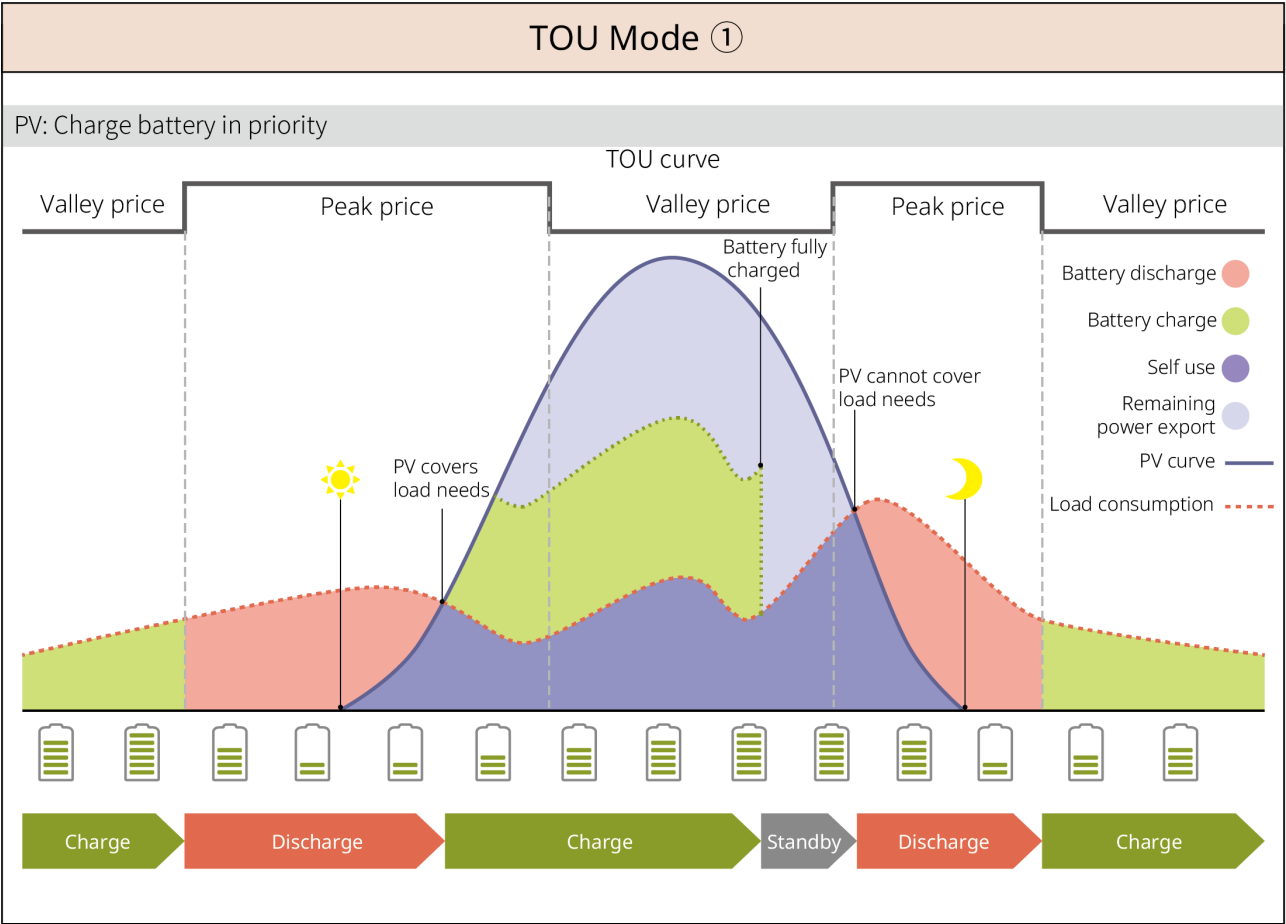 TOU Mode ①
PV: Charge battery in priority
TOU curve
Valley price
Peak price
Valley price
Peak price
Valley price
Battery fully
charged
Battery discharge
Battery charge
Self use
Remaining
power export
PV curve
Load consumption
PV cannot cover
load needs
PV covers
load needs
Charge
Discharge
Charge
Standby
Discharge
Charge